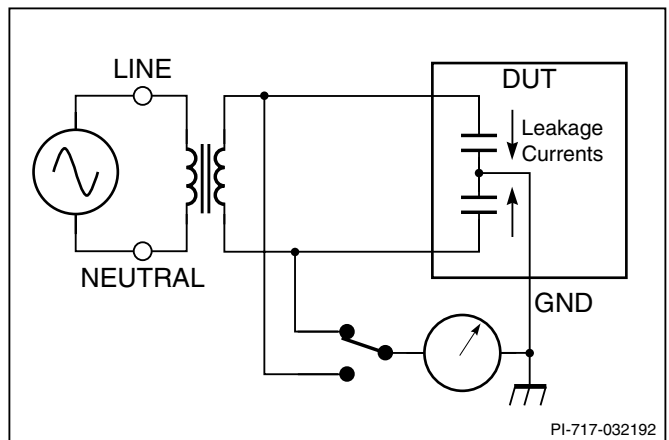 LINE
DUT
Leakage
Currents
NEUTRAL
GND
PI-717-032192